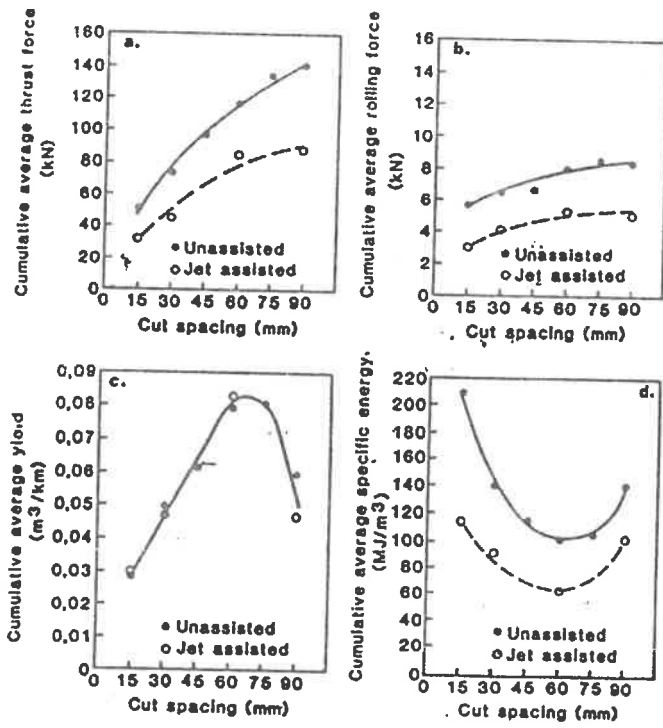 a.
Cumulative average thrust force
(kN)
160
140
120
100
80
60
40
20
0
Unassisted
Jet assisted
0 15 30 45 60 75 90
Cut spacing (mm)
b.
Cumulative average rolling force
(kN)
16
14
12
10
8
6
4
2
0
Unassisted
Jet assisted
0 15 30 45 60 75 90
Cut spacing (mm)
c.
Cumulative average yield
(m3/km)
0,09
0,08
0,07
0,06
0,05
0,04
0,03
0,02
0,01
0
Unassisted
Jet assisted
0 15 30 45 60 75 90
Cut spacing (mm)
d.
Cumulative average specific energy.
(MJ/m3)
220
200
180
160
140
120
100
80
60
40
20
0
Unassisted
Jet assisted
0 15 30 45 60 75 90
Cut spacing (mm)